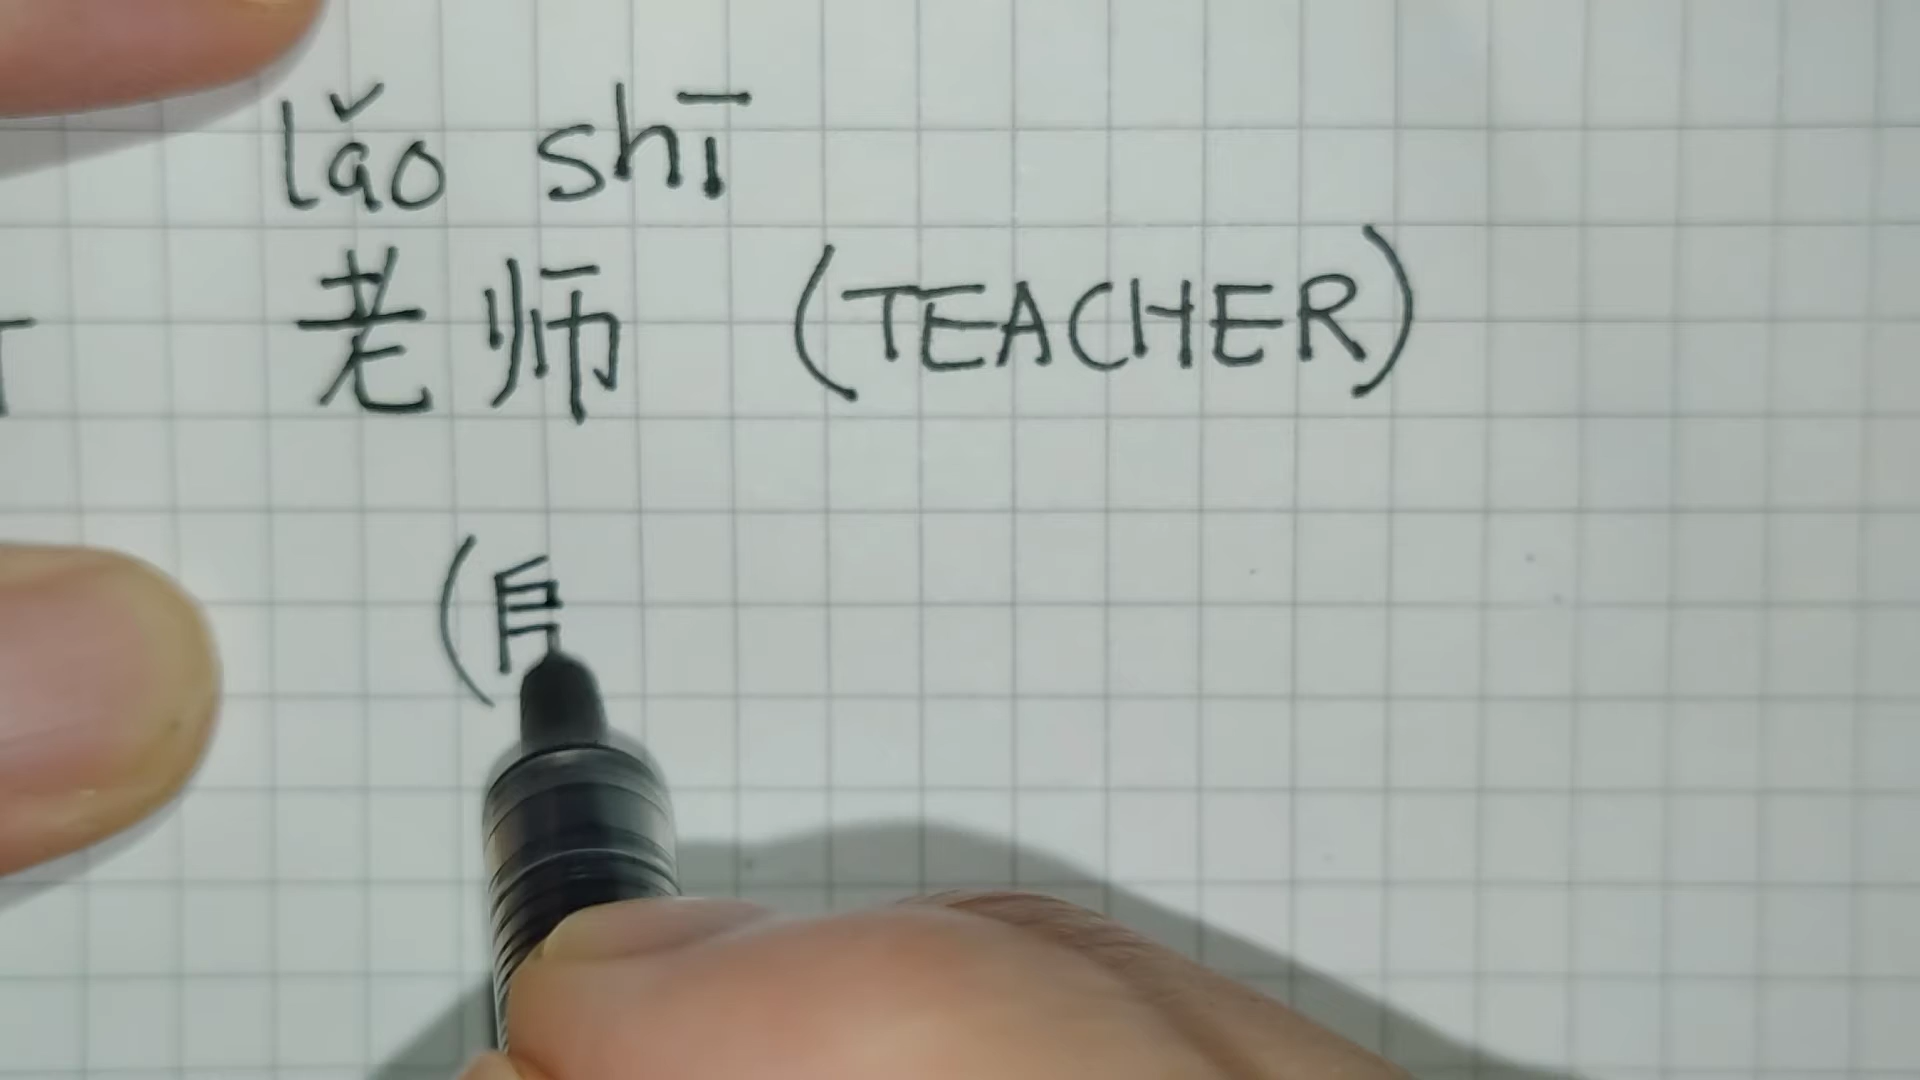 lǎo shī
老师 (TEACHER)
(